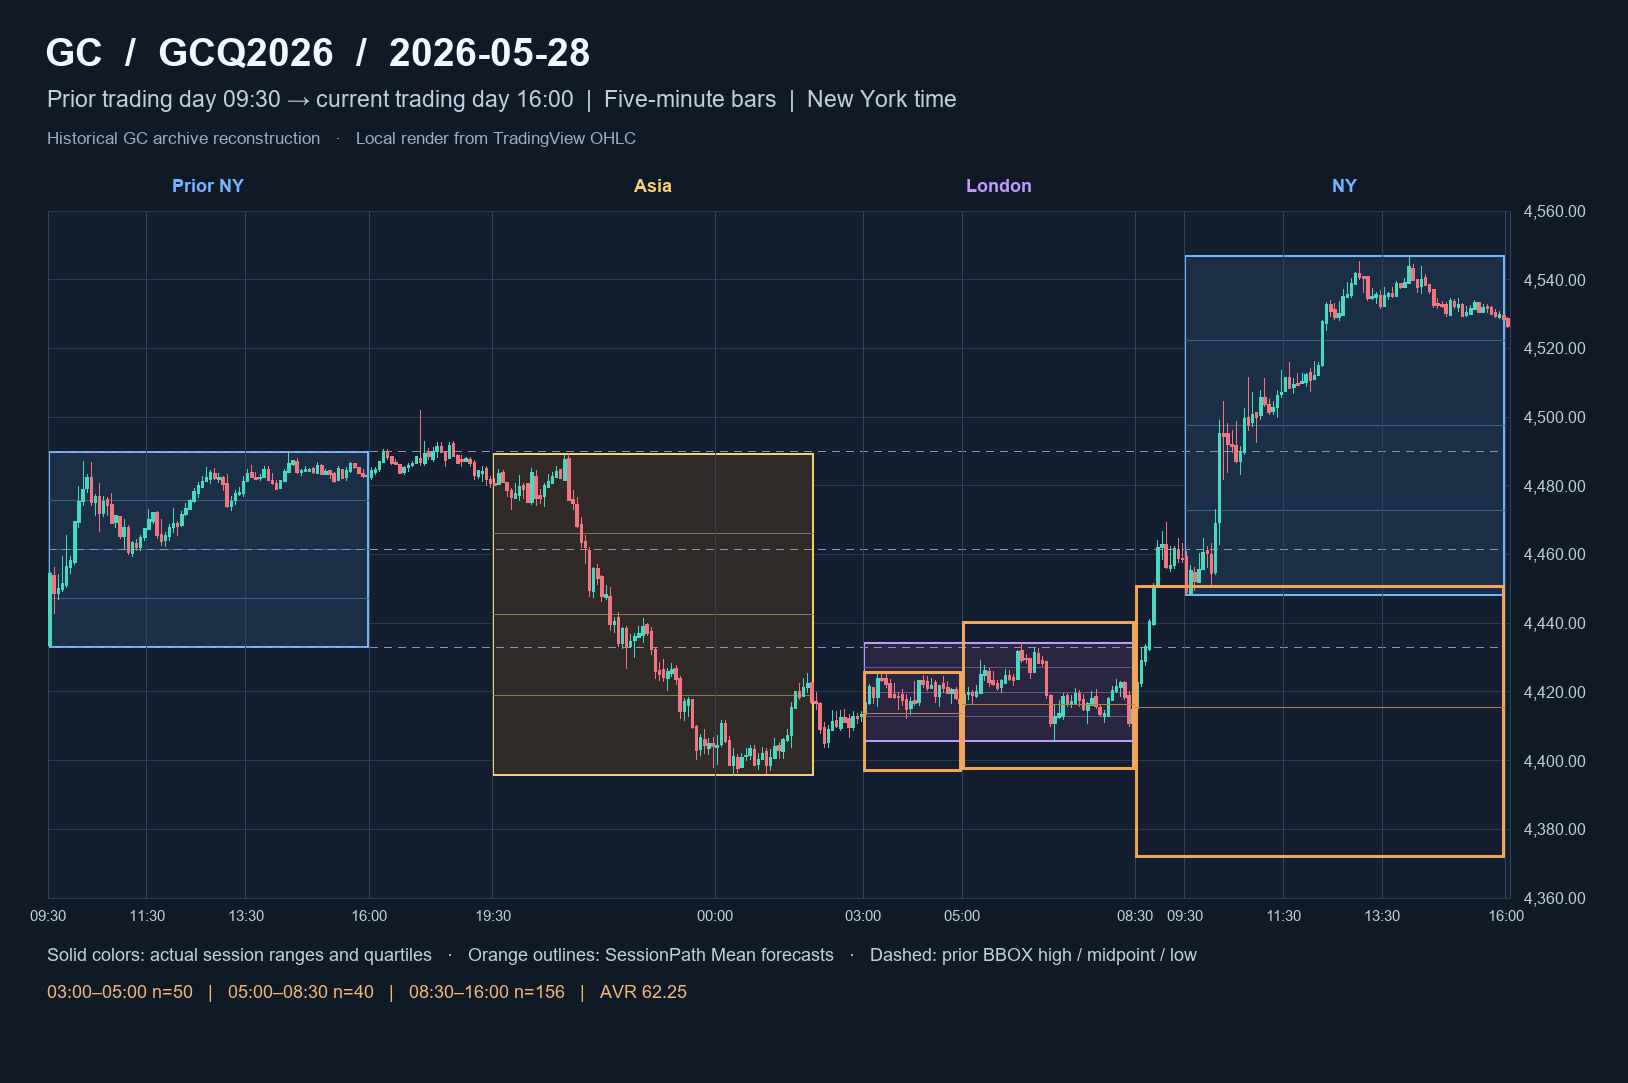 GC / GCQ2026 / 2026-05-28
Prior trading day 09:30 → current trading day 16:00 | Five-minute bars | New York time
Historical GC archive reconstruction · Local render from TradingView OHLC
Prior NY Asia London NY
4,560.00
4,540.00
4,520.00
4,500.00
4,480.00
4,460.00
4,440.00
4,420.00
4,400.00
4,380.00
4,360.00
09:30 11:30 13:30 16:00 19:30 00:00 03:00 05:00 08:30 09:30 11:30 13:30 16:00
Solid colors: actual session ranges and quartiles · Orange outlines: SessionPath Mean forecasts · Dashed: prior BBOX high / midpoint / low
03:00–05:00 n=50 | 05:00–08:30 n=40 | 08:30–16:00 n=156 | AVR 62.25